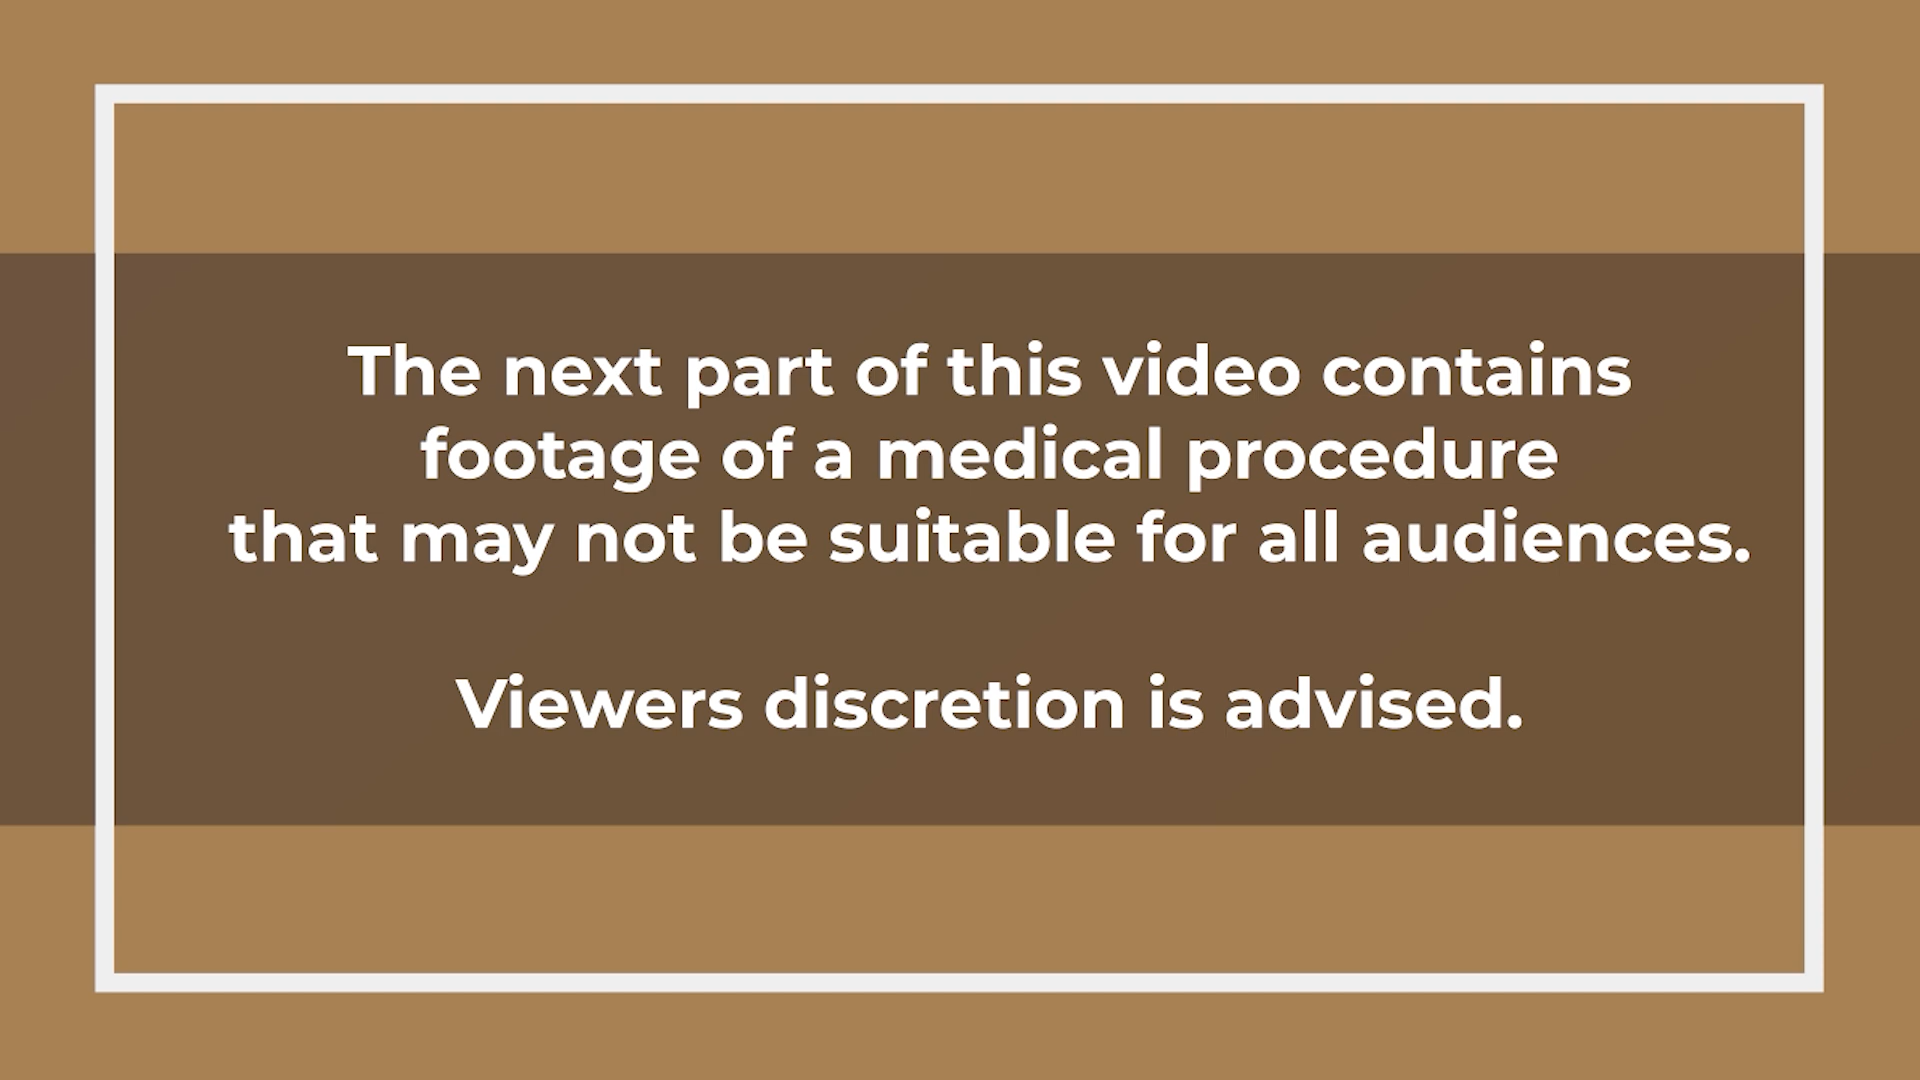 The next part of this video contains
footage of a medical procedure
that may not be suitable for all audiences.
Viewers discretion is advised.